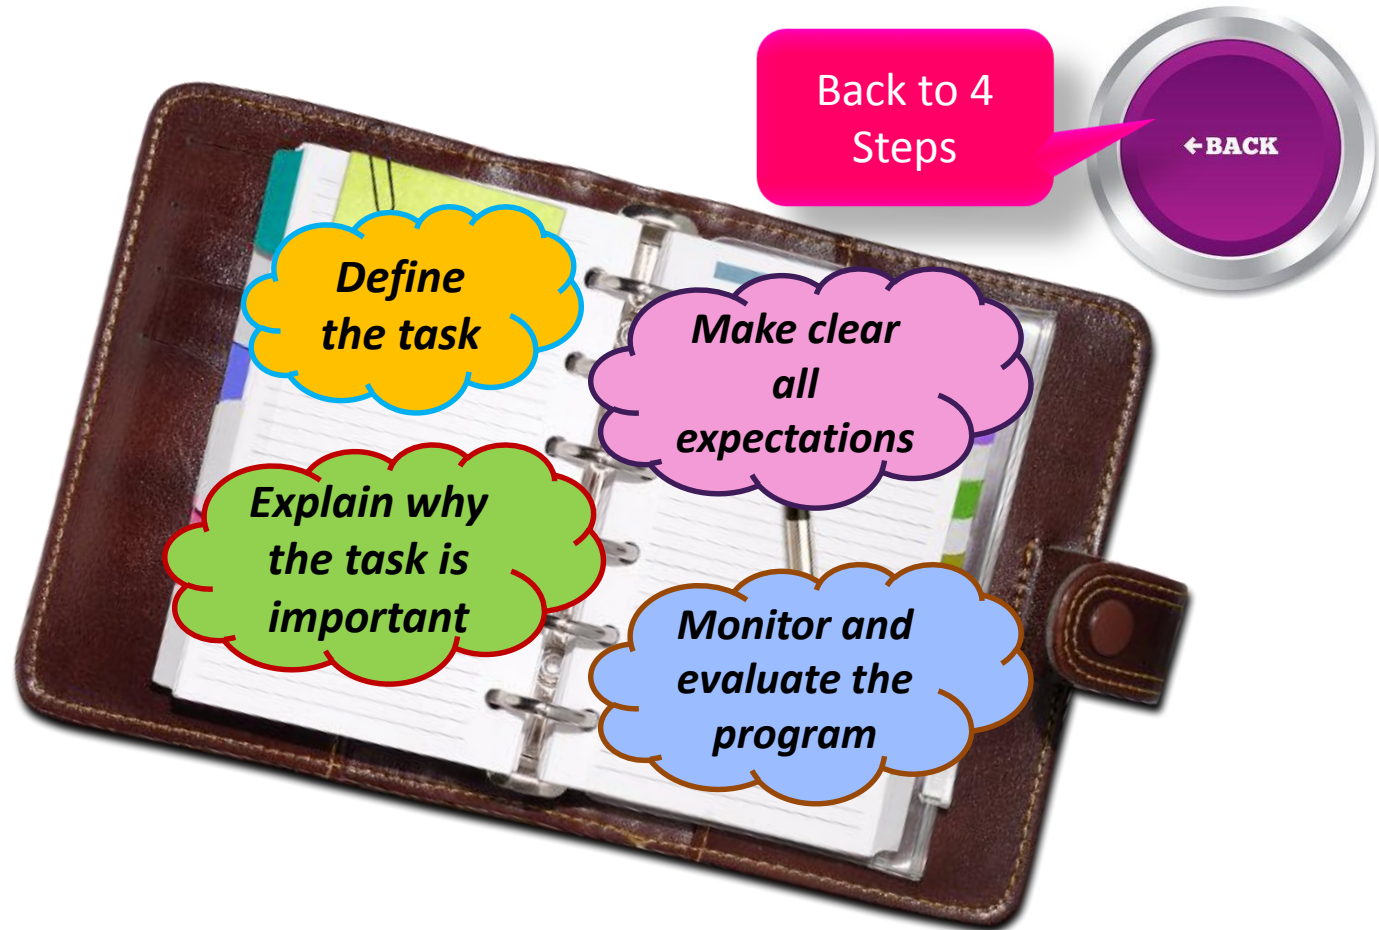 Back to 4
Steps
←BACK
Define
the task
Make clear
all
expectations
Explain why
the task is
important
Monitor and
evaluate the
program